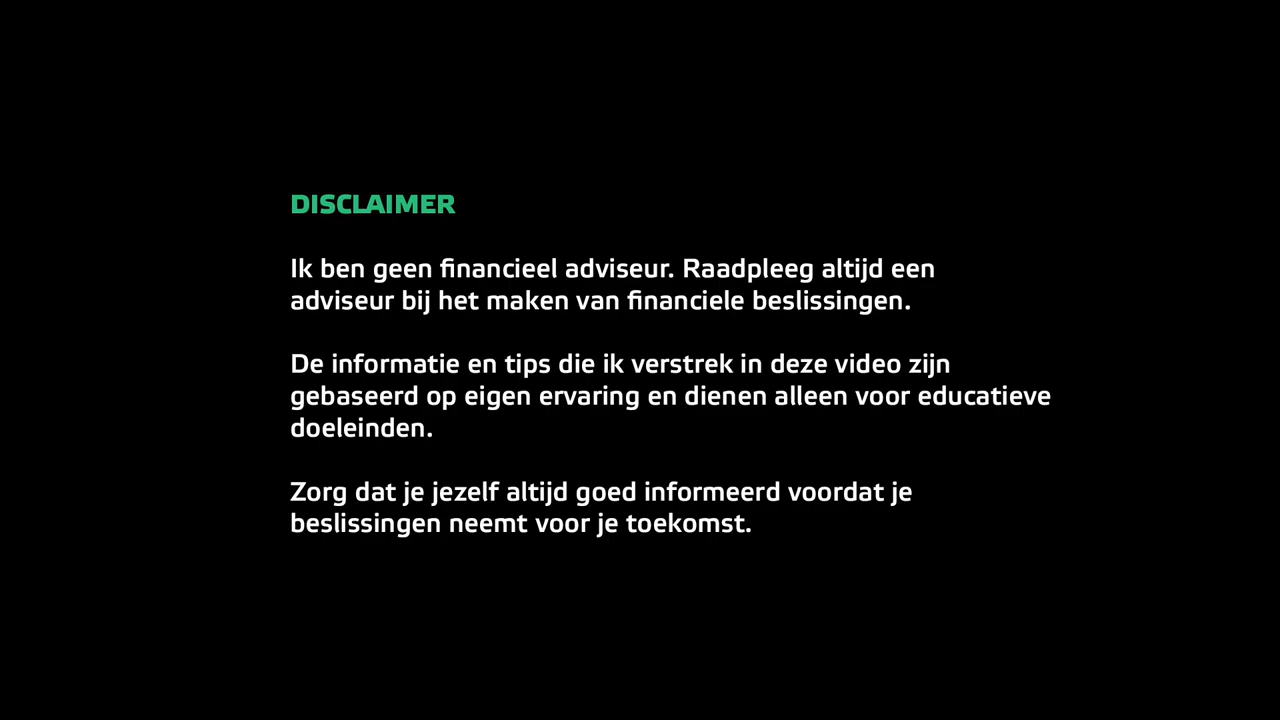 DISCLAIMER
Ik ben geen financieel adviseur. Raadpleeg altijd een
adviseur bij het maken van financiele beslissingen.
De informatie en tips die ik verstrek in deze video zijn
gebaseerd op eigen ervaring en dienen alleen voor educatieve
doeleinden.
Zorg dat je jezelf altijd goed informeerd voordat je
beslissingen neemt voor je toekomst.